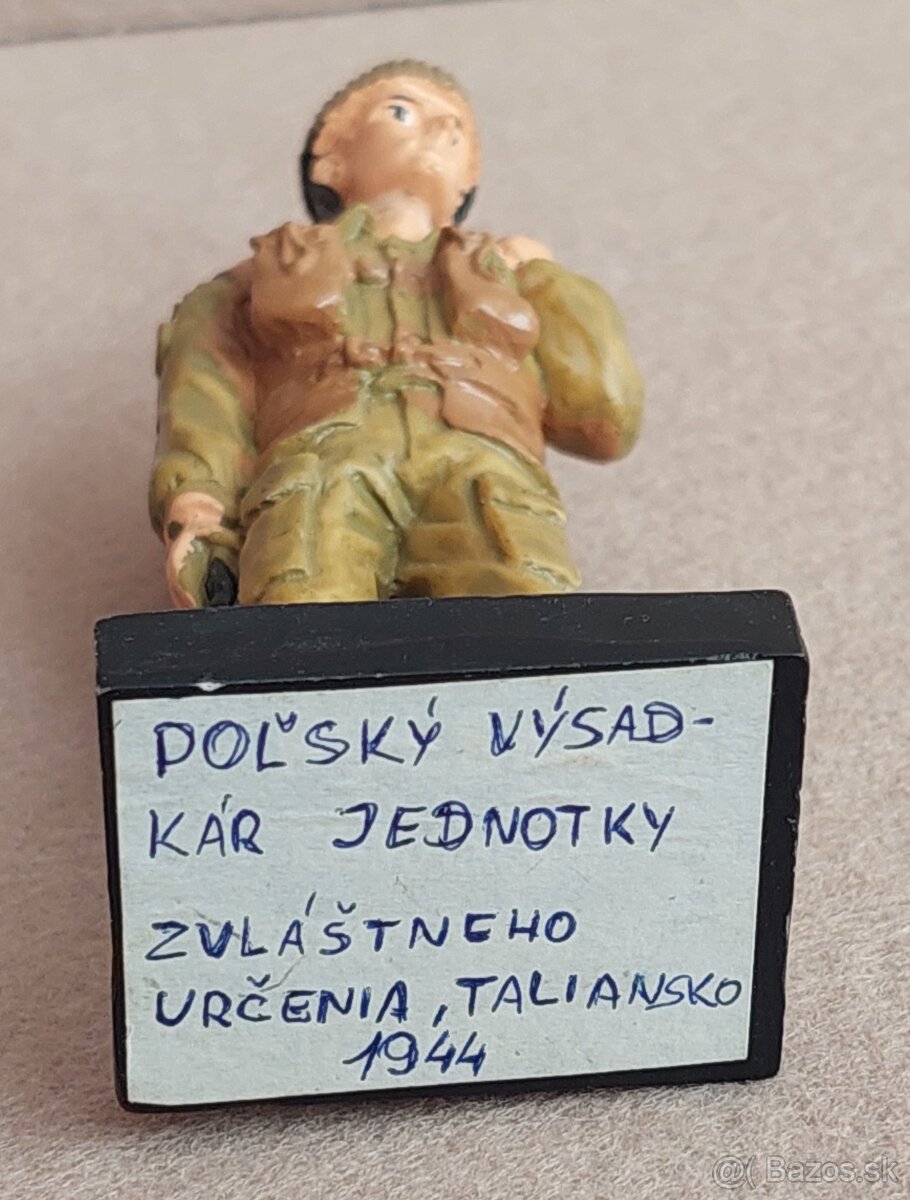 POĽSKÝ VÝSAD-
KÁR JEDNOTKY
ZVLÁŠTNEHO
URČENIA, TALIANSKO
1944
@( Bazos.sk